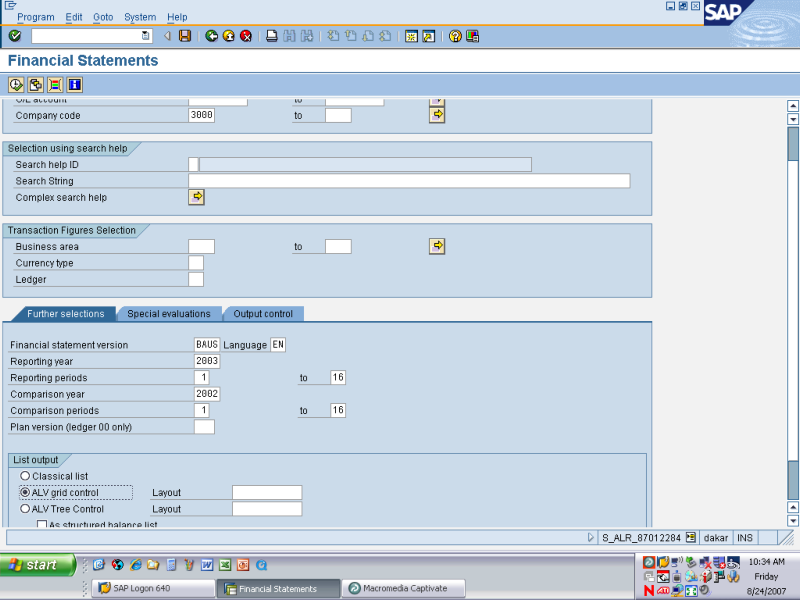 Program Edit Goto System Help
SAP
Financial Statements
G/L account to
Company code 3000 to
Selection using search help
Search help ID
Search String
Complex search help
Transaction Figures Selection
Business area to
Currency type
Ledger
Further selections Special evaluations Output control
Financial statement version BAUS Language EN
Reporting year 2003
Reporting periods 1 to 16
Comparison year 2002
Comparison periods 1 to 16
Plan version (ledger 00 only)
List output
Classical list
ALV grid control Layout
ALV Tree Control Layout
As structured balance list
S_ALR_87012284 dakar INS
start 10:34 AM
Friday
SAP Logon 640 Financial Statements Macromedia Captivate 8/24/2007